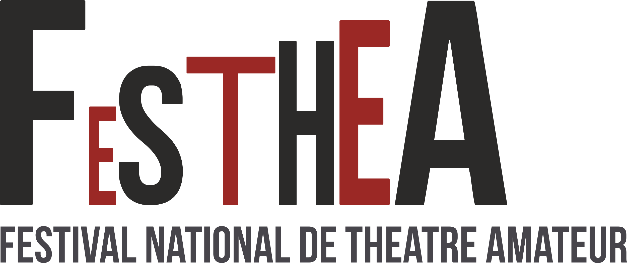 FESTHEA
FESTIVAL NATIONAL DE THEATRE AMATEUR